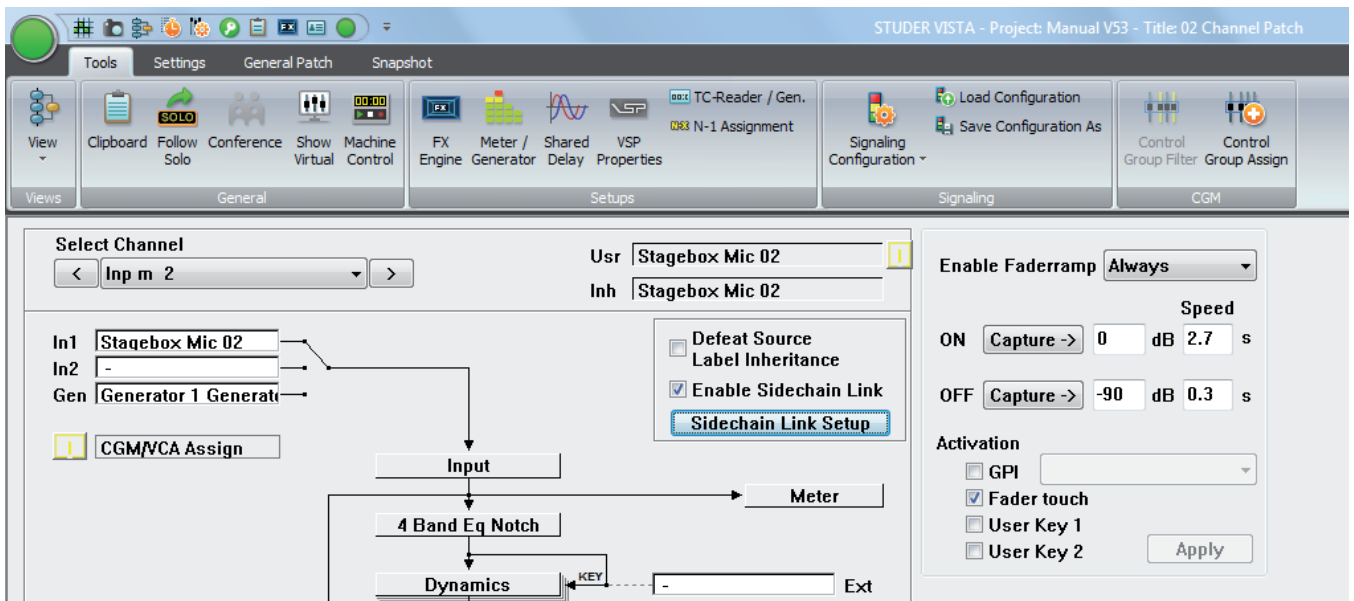 STUDER VISTA - Project: Manual V53 - Title: 02 Channel Patch
Tools Settings General Patch Snapshot
View
Clipboard
Follow Solo
SOLO
Conference
Show Virtual
00:00
Machine Control
FX
FX Engine
Meter / Generator
Shared Delay
VSP
VSP Properties
TC-Reader / Gen.
N-1 Assignment
Signaling Configuration
Load Configuration
Save Configuration As
Control Group Filter
Control Group Assign
Views General Setups Signaling CGM
Select Channel
< Inp m 2 >
Usr Stagebox Mic 02
Inh Stagebox Mic 02
In1 Stagebox Mic 02
In2 -
Gen Generator 1 Generat
CGM/VCA Assign
Defeat Source
Label Inheritance
Enable Sidechain Link
Sidechain Link Setup
Input
Meter
4 Band Eq Notch
Dynamics
KEY
- Ext
Enable Faderramp Always
Speed
ON Capture -> 0 dB 2.7 s
OFF Capture -> -90 dB 0.3 s
Activation
GPI
Fader touch
User Key 1
User Key 2
Apply